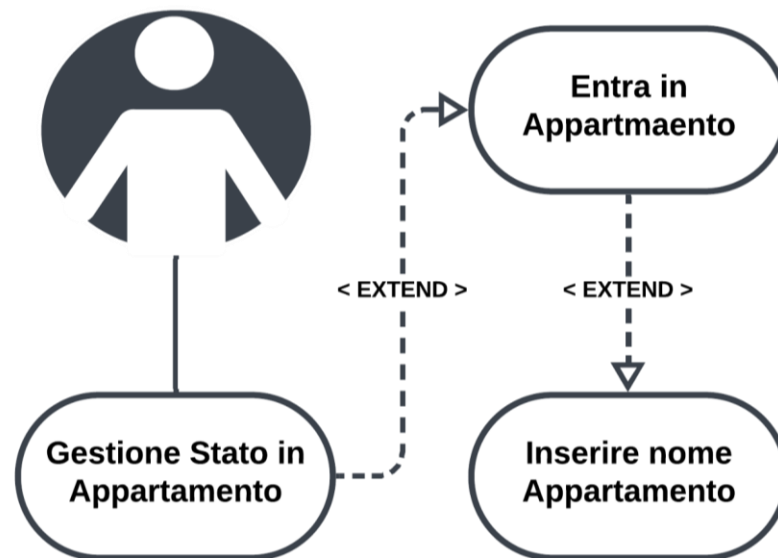 Entra in
Appartmaento
< EXTEND >
< EXTEND >
Gestione Stato in
Appartamento
Inserire nome
Appartamento